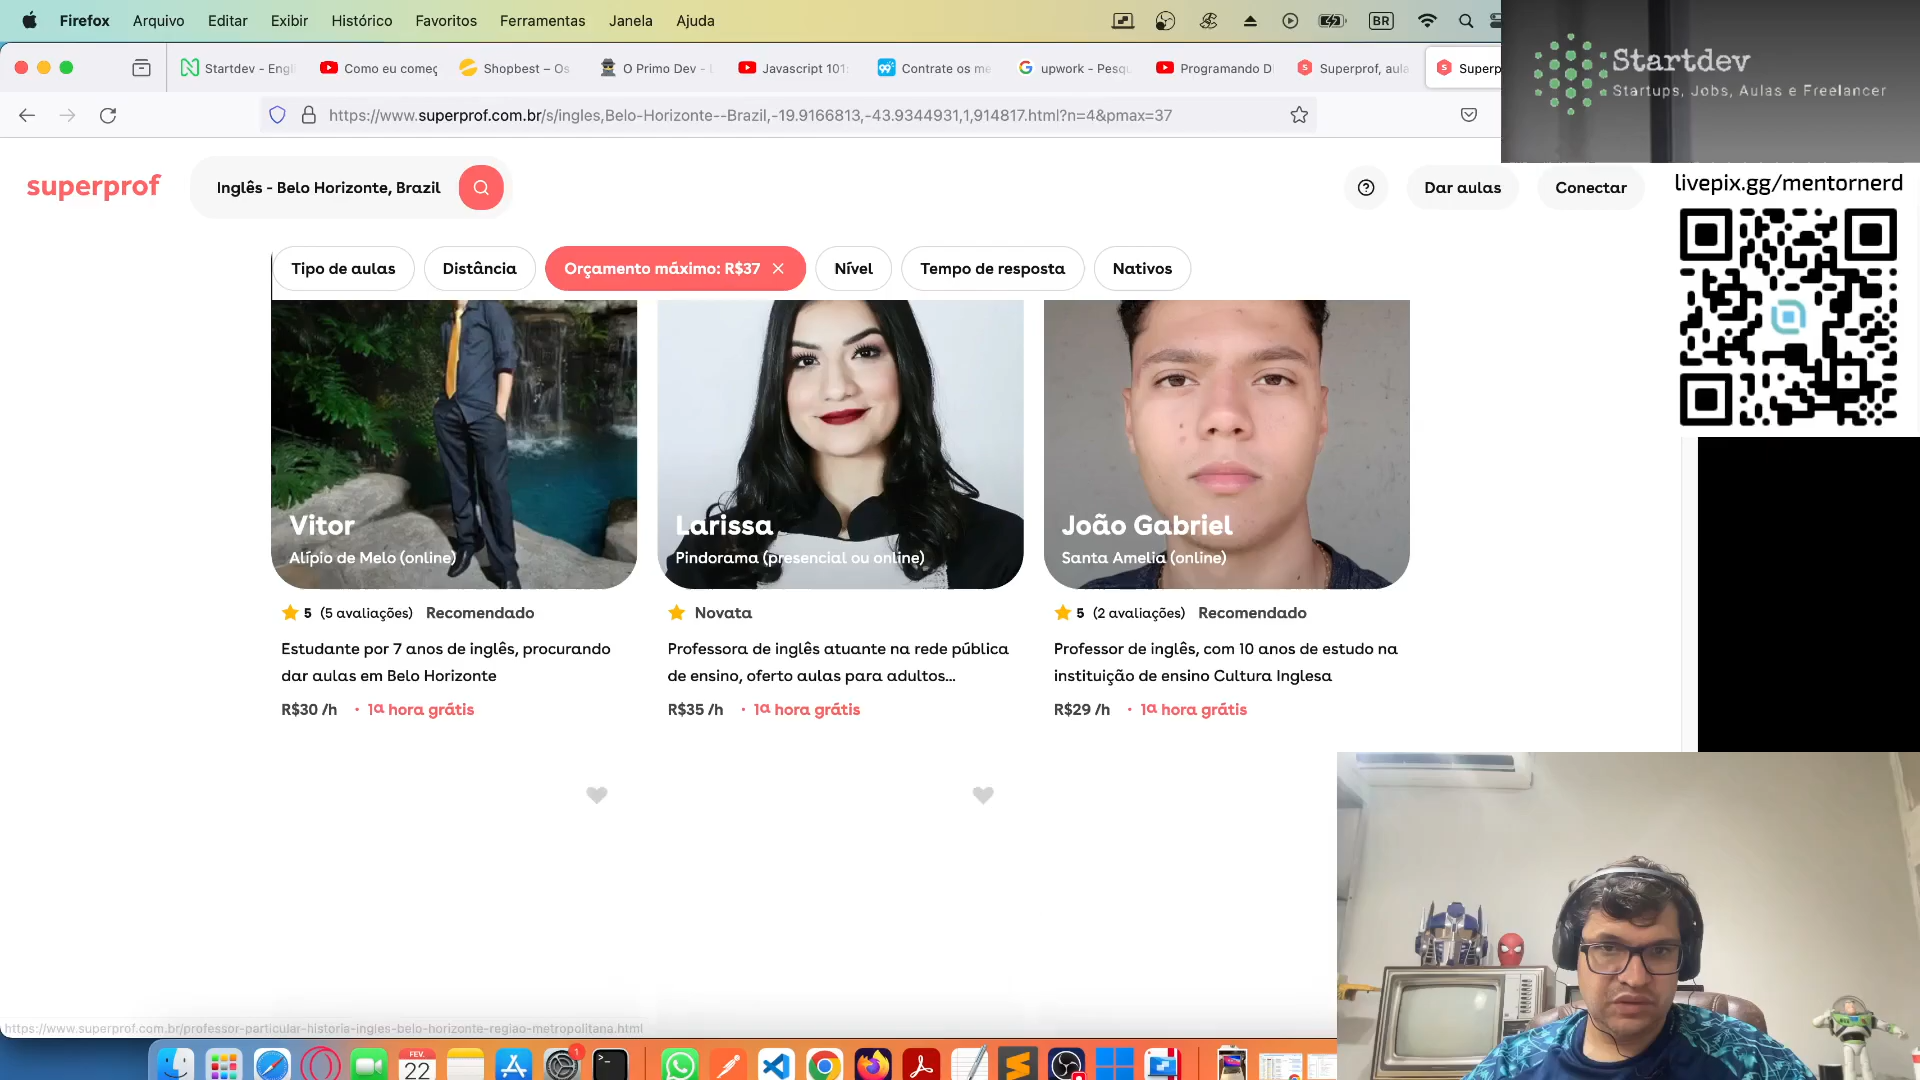 Firefox Arquivo Editar Exibir Histórico Favoritos Ferramentas Janela Ajuda
BR
Startdev - Engl
Como eu começ
Shopbest – Os
O Primo Dev - L
Javascript 101:
Contrate os me
upwork - Pesqu
Programando D
Superprof, aula
Superp
https://www.superprof.com.br/s/ingles,Belo-Horizonte--Brazil,-19.9166813,-43.9344931,1,914817.html?n=4&pmax=37
Startdev
Startups, Jobs, Aulas e Freelancer
superprof
Inglês - Belo Horizonte, Brazil
Dar aulas
Conectar
livepix.gg/mentornerd
Tipo de aulas
Distância
Orçamento máximo: R$37
Nível
Tempo de resposta
Nativos
Vitor
Alípio de Melo (online)
5 (5 avaliações) Recomendado
Estudante por 7 anos de inglês, procurando
dar aulas em Belo Horizonte
R$30 /h • 1ª hora grátis
Larissa
Pindorama (presencial ou online)
Novata
Professora de inglês atuante na rede pública
de ensino, oferto aulas para adultos...
R$35 /h • 1ª hora grátis
João Gabriel
Santa Amelia (online)
5 (2 avaliações) Recomendado
Professor de inglês, com 10 anos de estudo na
instituição de ensino Cultura Inglesa
R$29 /h • 1ª hora grátis
https://www.superprof.com.br/professor-particular-historia-ingles-belo-horizonte-regiao-metropolitana.html
FEV.
22
1